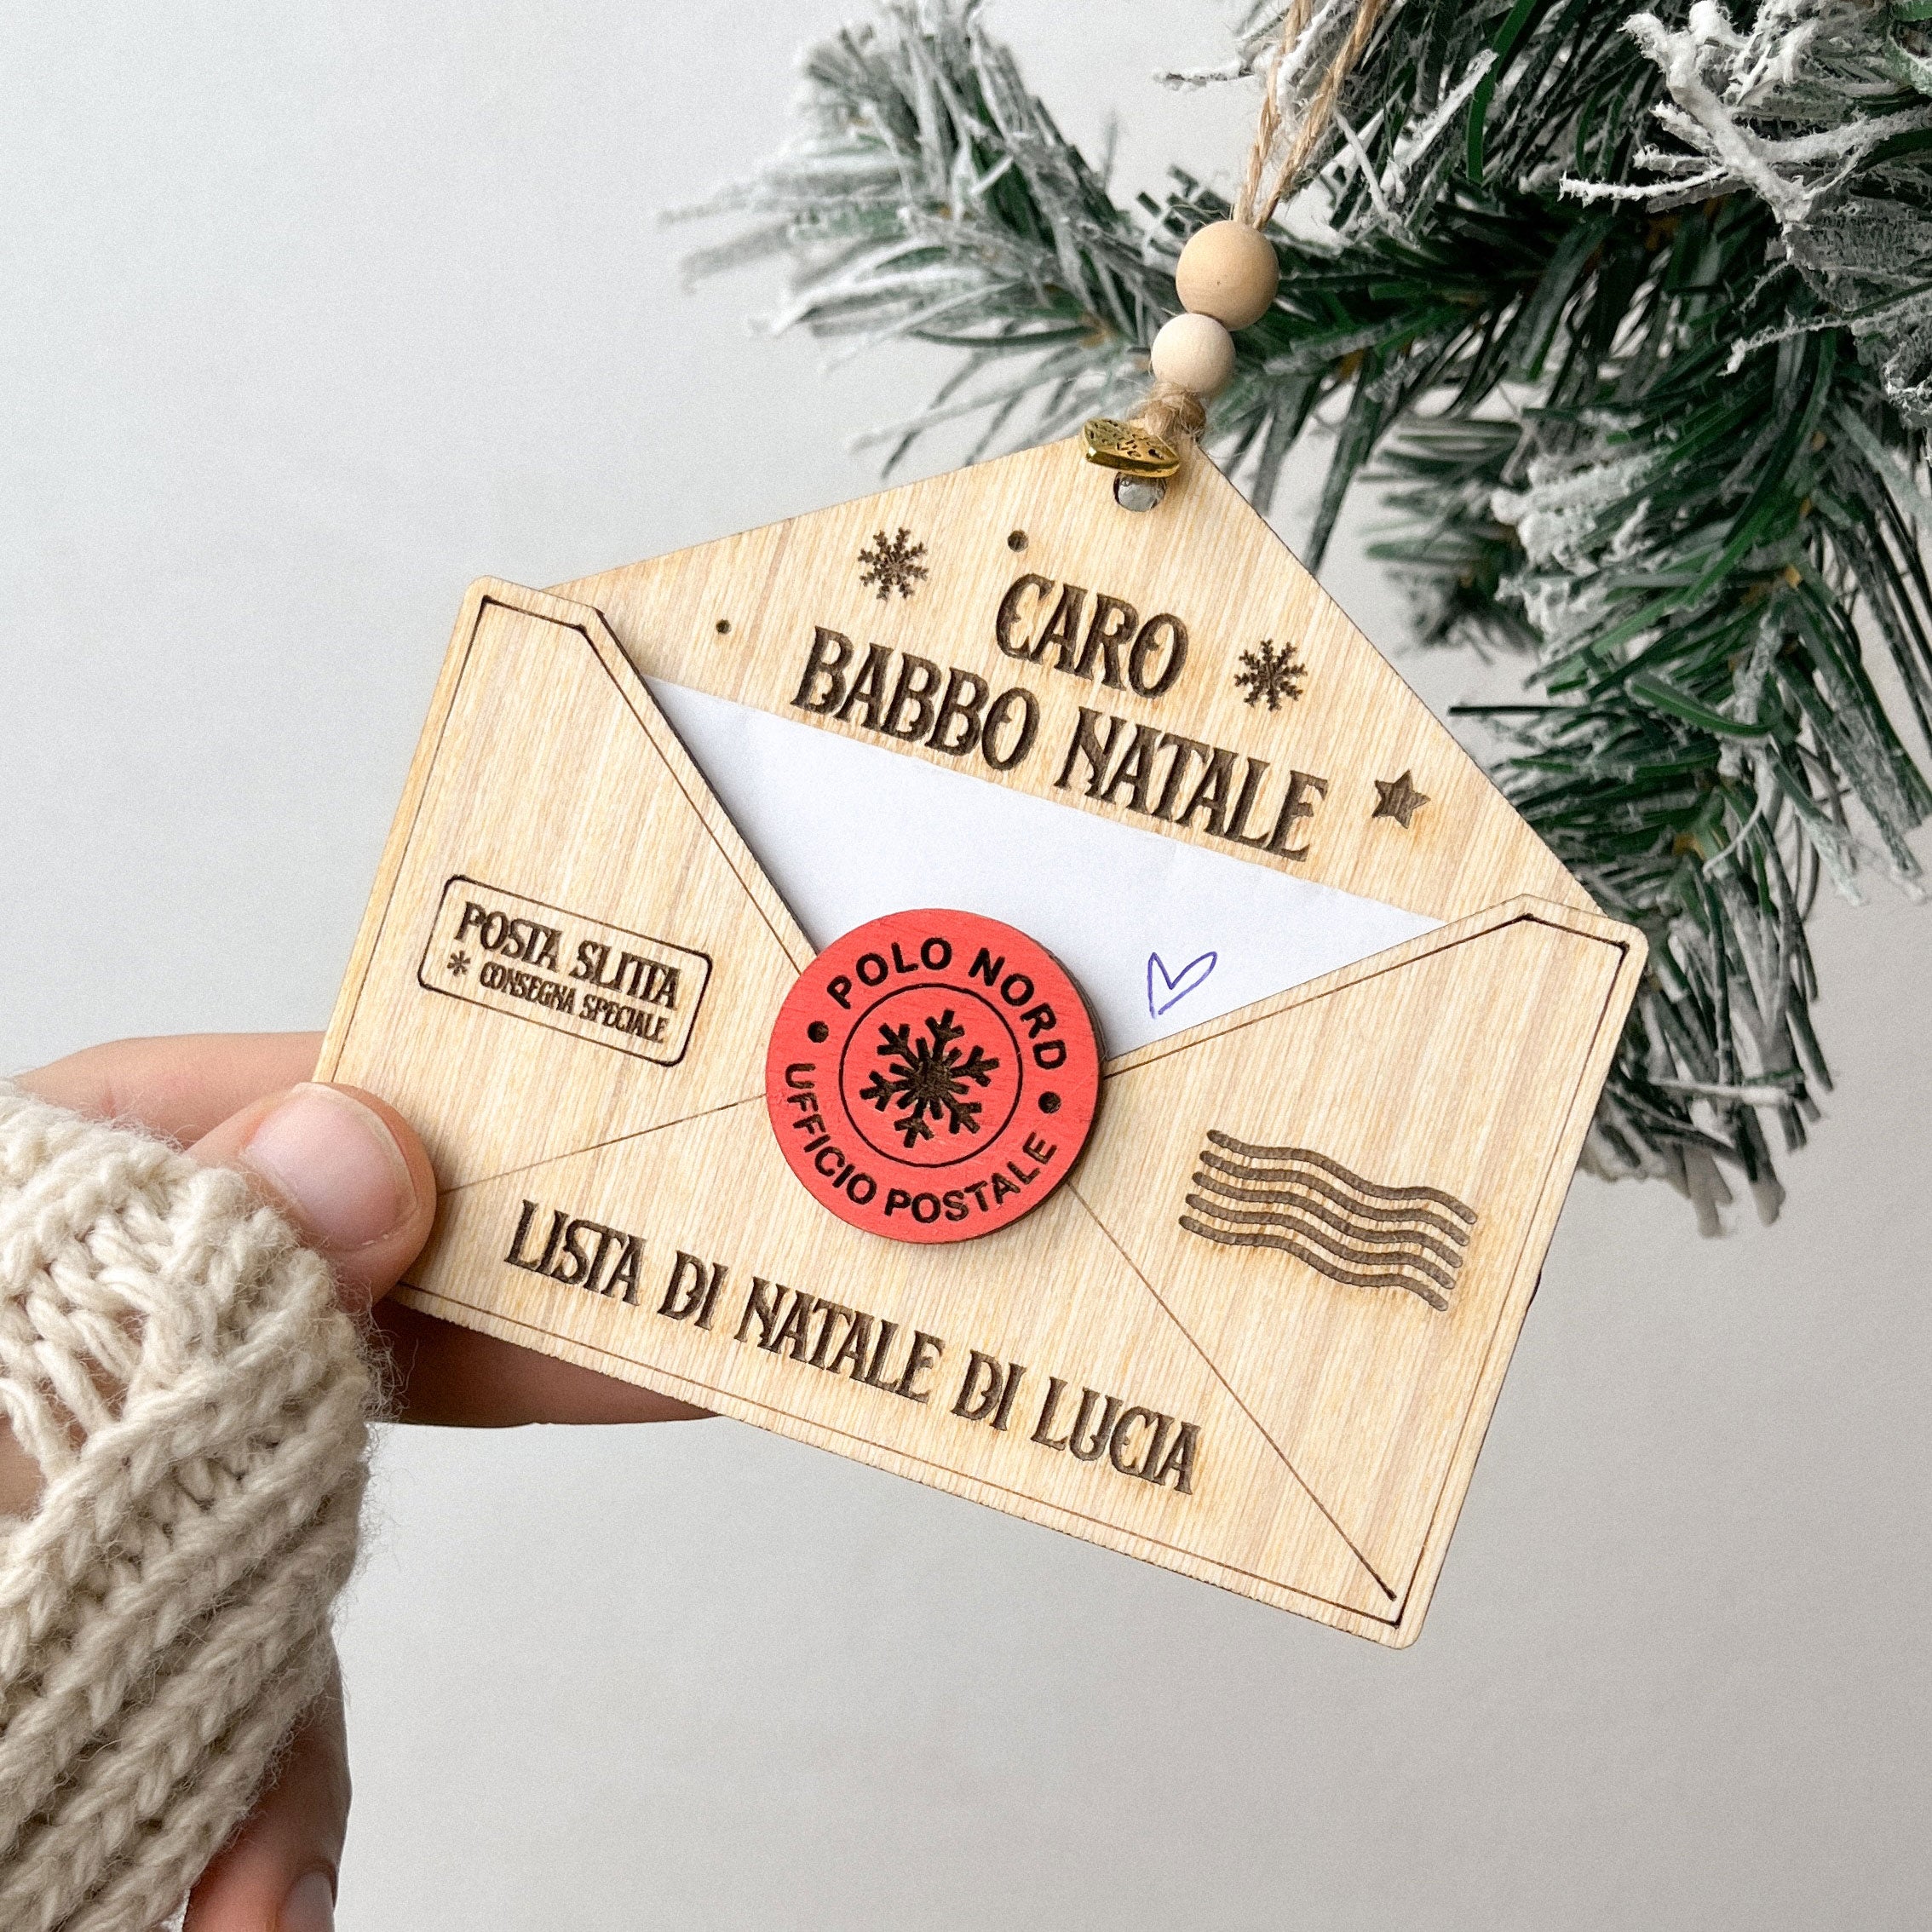 CARO
BABBO NATALE
POSTA SLITTA
* CONSEGNA SPECIALE
POLO NORD
UFFICIO POSTALE
LISTA DI NATALE DI LUCIA